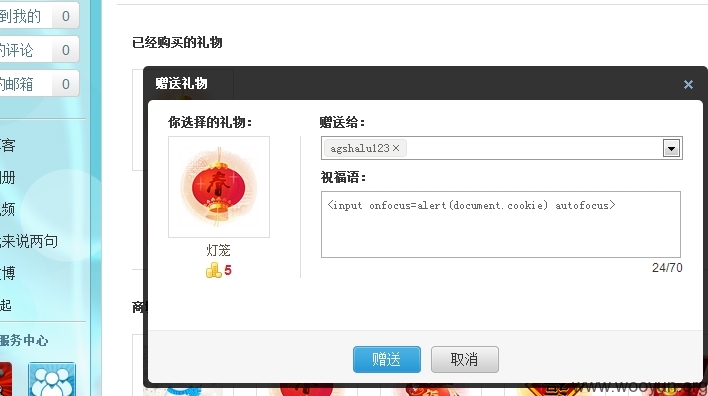 到我的 0
的评论 0
的邮箱 0
客
册
频
来说两句
博
起
服务中心
已经购买的礼物
赠送礼物 ×
你选择的礼物：
春
灯笼
5
赠送给：
agshalu123×
祝福语：
<input onfocus=alert(document.cookie) autofocus>
24/70
商
赠送 取消
www.wooyun.org